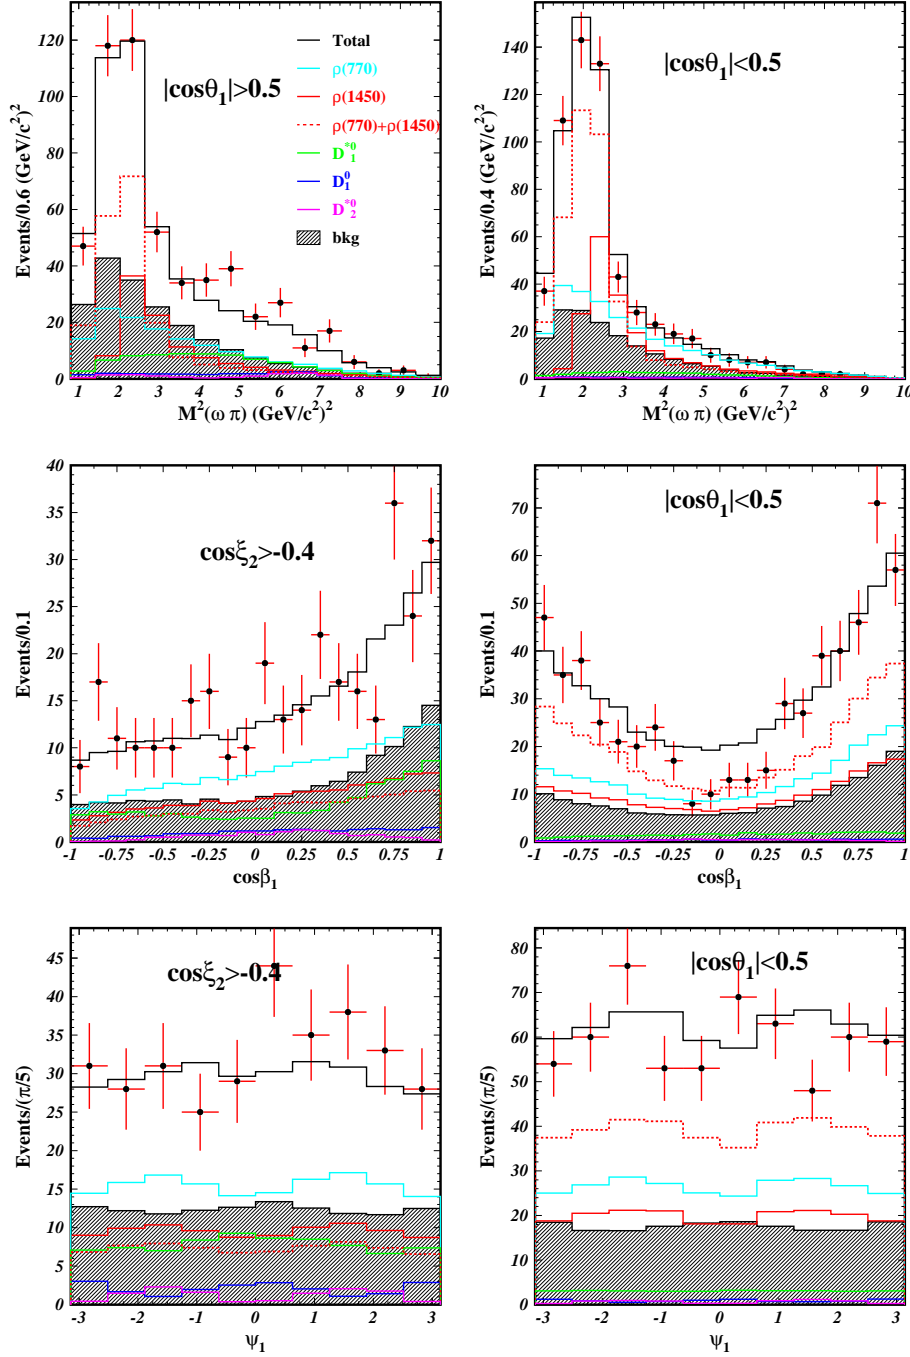 Events/0.6 (GeV/c²)²
120
100
80
60
40
20
0
|cosθ₁|>0.5
Total
ρ(770)
ρ(1450)
ρ(770)+ρ(1450)
D*⁰₁
D⁰₁
D*⁰₂
bkg
1 2 3 4 5 6 7 8 9 10
M²(ω π) (GeV/c²)²
Events/0.4 (GeV/c²)²
140
120
100
80
60
40
20
0
|cosθ₁|<0.5
1 2 3 4 5 6 7 8 9 10
M²(ω π) (GeV/c²)²
Events/0.1
40
35
30
25
20
15
10
5
0
cosξ₂>-0.4
-1 -0.75 -0.5 -0.25 0 0.25 0.5 0.75 1
cosβ₁
Events/0.1
70
60
50
40
30
20
10
0
|cosθ₁|<0.5
-1 -0.75 -0.5 -0.25 0 0.25 0.5 0.75 1
cosβ₁
Events/(π/5)
45
40
35
30
25
20
15
10
5
0
cosξ₂>-0.4
-3 -2 -1 0 1 2 3
ψ₁
Events/(π/5)
80
70
60
50
40
30
20
10
0
|cosθ₁|<0.5
-3 -2 -1 0 1 2 3
ψ₁